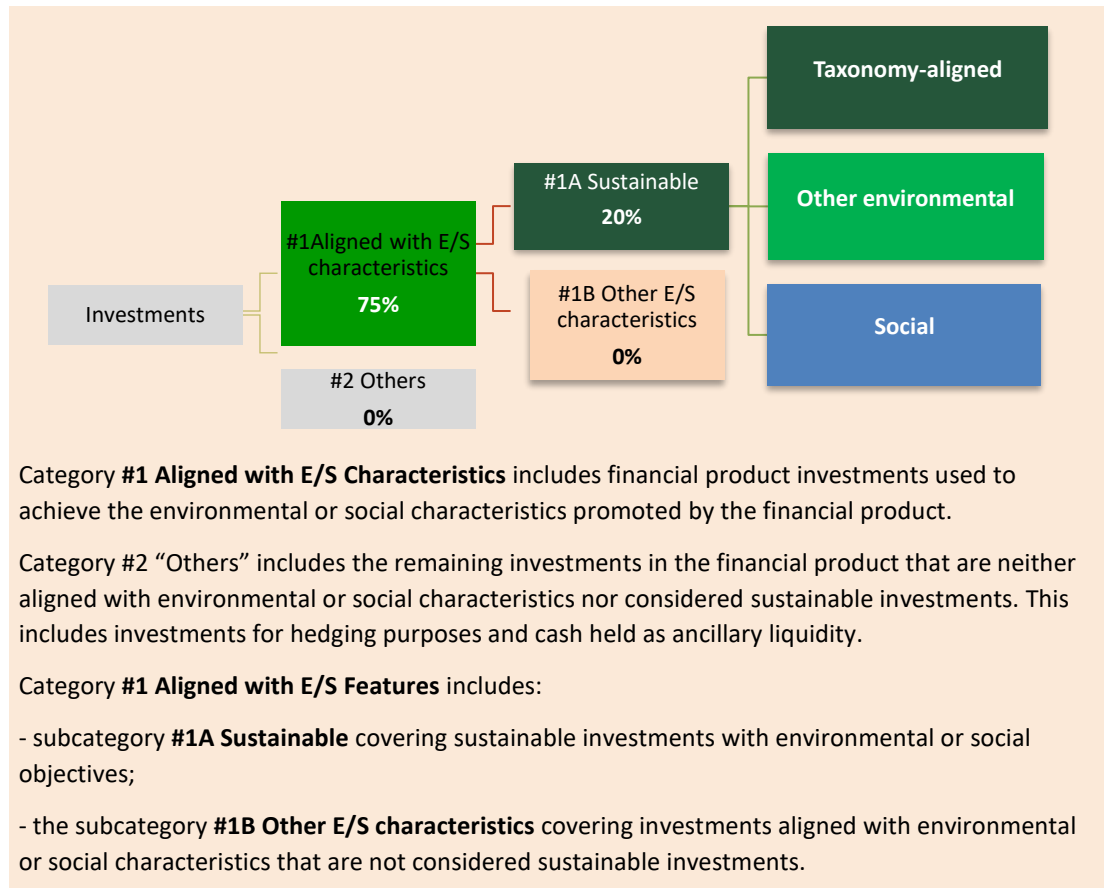 Taxonomy-aligned
#1A Sustainable
20%
Other environmental
#1Aligned with E/S
characteristics
75%
#1B Other E/S
characteristics
0%
Investments
Social
#2 Others
0%
Category #1 Aligned with E/S Characteristics includes financial product investments used to
achieve the environmental or social characteristics promoted by the financial product.
Category #2 “Others” includes the remaining investments in the financial product that are neither
aligned with environmental or social characteristics nor considered sustainable investments. This
includes investments for hedging purposes and cash held as ancillary liquidity.
Category #1 Aligned with E/S Features includes:
- subcategory #1A Sustainable covering sustainable investments with environmental or social
objectives;
- the subcategory #1B Other E/S characteristics covering investments aligned with environmental
or social characteristics that are not considered sustainable investments.